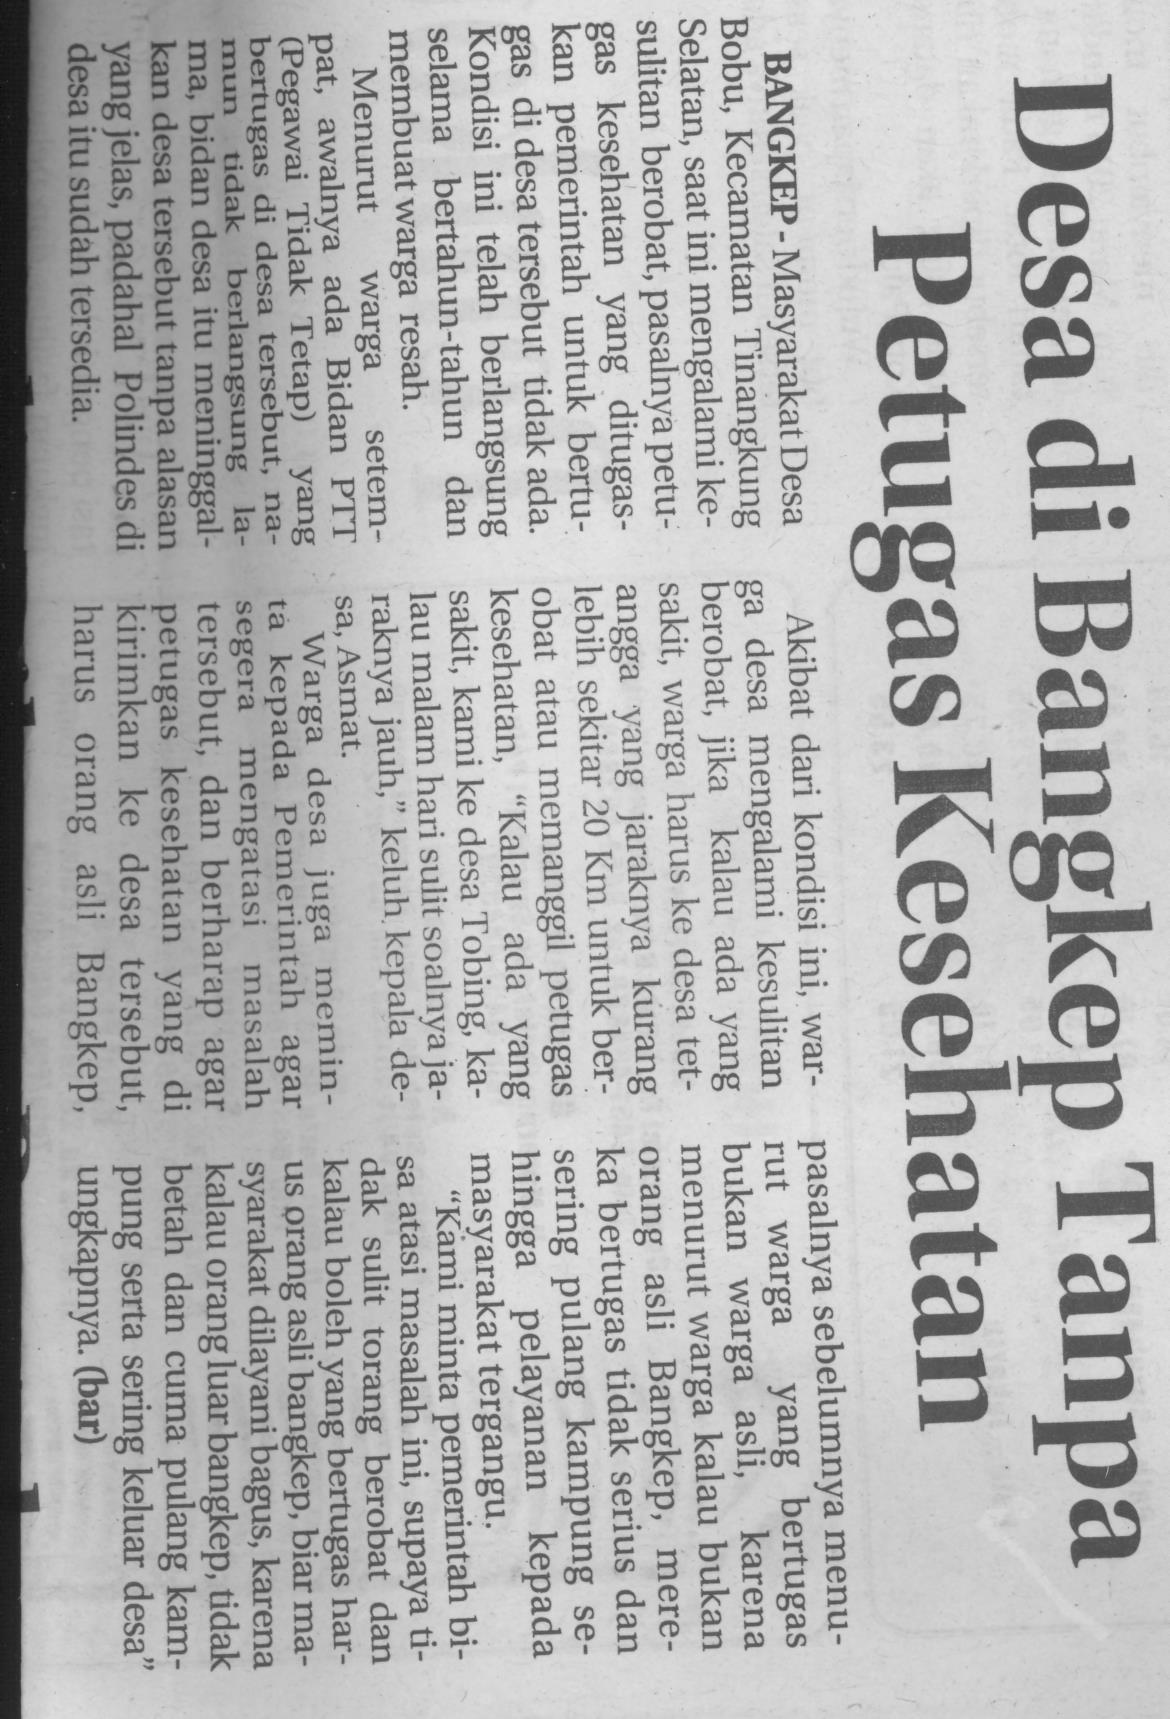 Desa di Bangkep Tanpa
Petugas Kesehatan
BANGKEP - Masyarakat Desa
Bobu, Kecamatan Tinangkung
Selatan, saat ini mengalami ke-
sulitan berobat, pasalnya petu-
gas kesehatan yang ditugas-
kan pemerintah untuk bertu-
gas di desa tersebut tidak ada.
Kondisi ini telah berlangsung
selama bertahun-tahun dan
membuat warga resah.
Menurut warga setem-
pat, awalnya ada Bidan PTT
(Pegawai Tidak Tetap) yang
bertugas di desa tersebut, na-
mun tidak berlangsung la-
ma, bidan desa itu meninggal-
kan desa tersebut tanpa alasan
yang jelas, padahal Polindes di
desa itu sudah tersedia.
Akibat dari kondisi ini, war-
ga desa mengalami kesulitan
berobat, jika kalau ada yang
sakit, warga harus ke desa tet-
angga yang jaraknya kurang
lebih sekitar 20 Km untuk ber-
obat atau memanggil petugas
kesehatan, “Kalau ada yang
sakit, kami ke desa Tobing, ka-
lau malam hari sulit soalnya ja-
raknya jauh,” keluh kepala de-
sa, Asmat.
Warga desa juga memin-
ta kepada Pemerintah agar
segera mengatasi masalah
tersebut, dan berharap agar
petugas kesehatan yang di
kirimkan ke desa tersebut,
harus orang asli Bangkep,
pasalnya sebelumnya menu-
rut warga yang bertugas
bukan warga asli, karena
menurut warga kalau bukan
orang asli Bangkep, mere-
ka bertugas tidak serius dan
sering pulang kampung se-
hingga pelayanan kepada
masyarakat tergangu.
“Kami minta pemerintah bi-
sa atasi masalah ini, supaya ti-
dak sulit torang berobat dan
kalau boleh yang bertugas har-
us orang asli bangkep, biar ma-
syarakat dilayani bagus, karena
kalau orang luar bangkep, tidak
betah dan cuma pulang kam-
pung serta sering keluar desa”
ungkapnya. (bar)